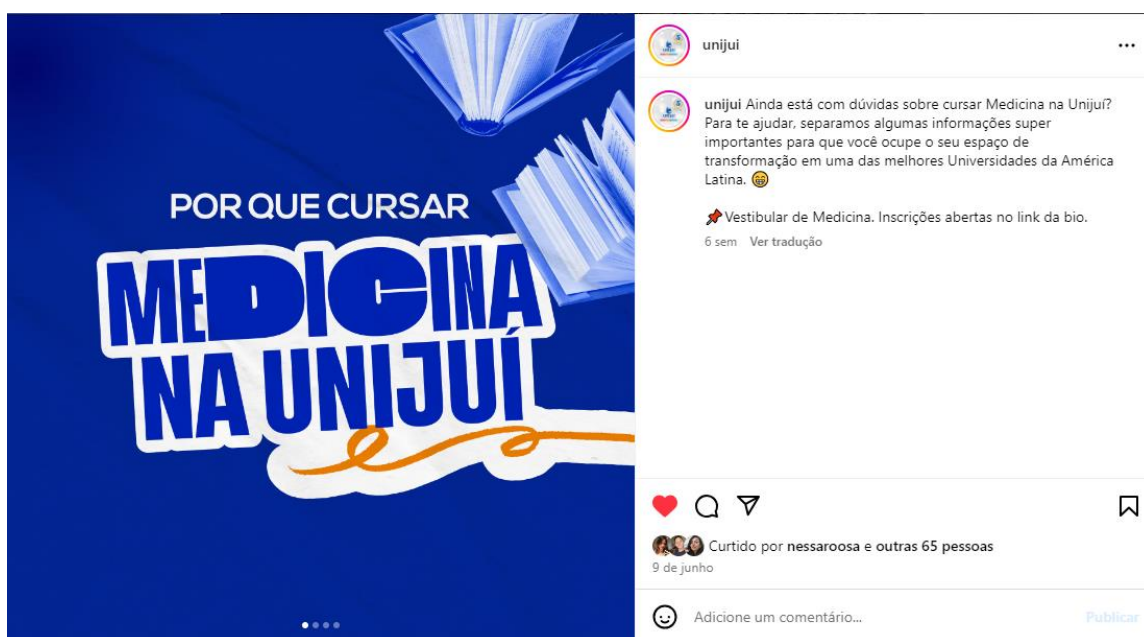 POR QUE CURSAR
MEDICINA
NA UNIJUÍ
unijui
unijui Ainda está com dúvidas sobre cursar Medicina na Unijuí?
Para te ajudar, separamos algumas informações super
importantes para que você ocupe o seu espaço de
transformação em uma das melhores Universidades da América
Latina. 😁
📌Vestibular de Medicina. Inscrições abertas no link da bio.
6 sem Ver tradução
Curtido por nessaroosa e outras 65 pessoas
9 de junho
Adicione um comentário... Publicar